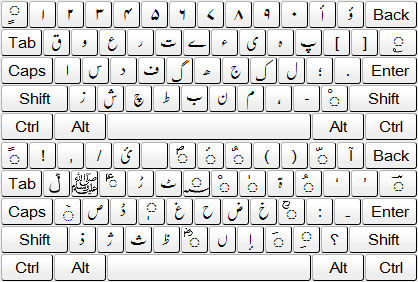 ۱ ۲ ۳ ۴ ۵ ۶ ۷ ۸ ۹ ۰ أ ؤ Back
Tab ق و ع ر ت ے ء ی ہ پ [ ]
Caps ا س د ف گ ھ ج ک ل ؛ . Enter
Shift ز ش چ ط ب ن م ، ۔ Shift
Ctrl Alt Alt Ctrl
! , / ئ ( ) آ Back
Tab ﷺ ڑ ٹ ۃ
Caps ص ڈ غ ح ض خ : Enter
Shift ذ ژ ث ظ ں إ ؟ Shift
Ctrl Alt Alt Ctrl